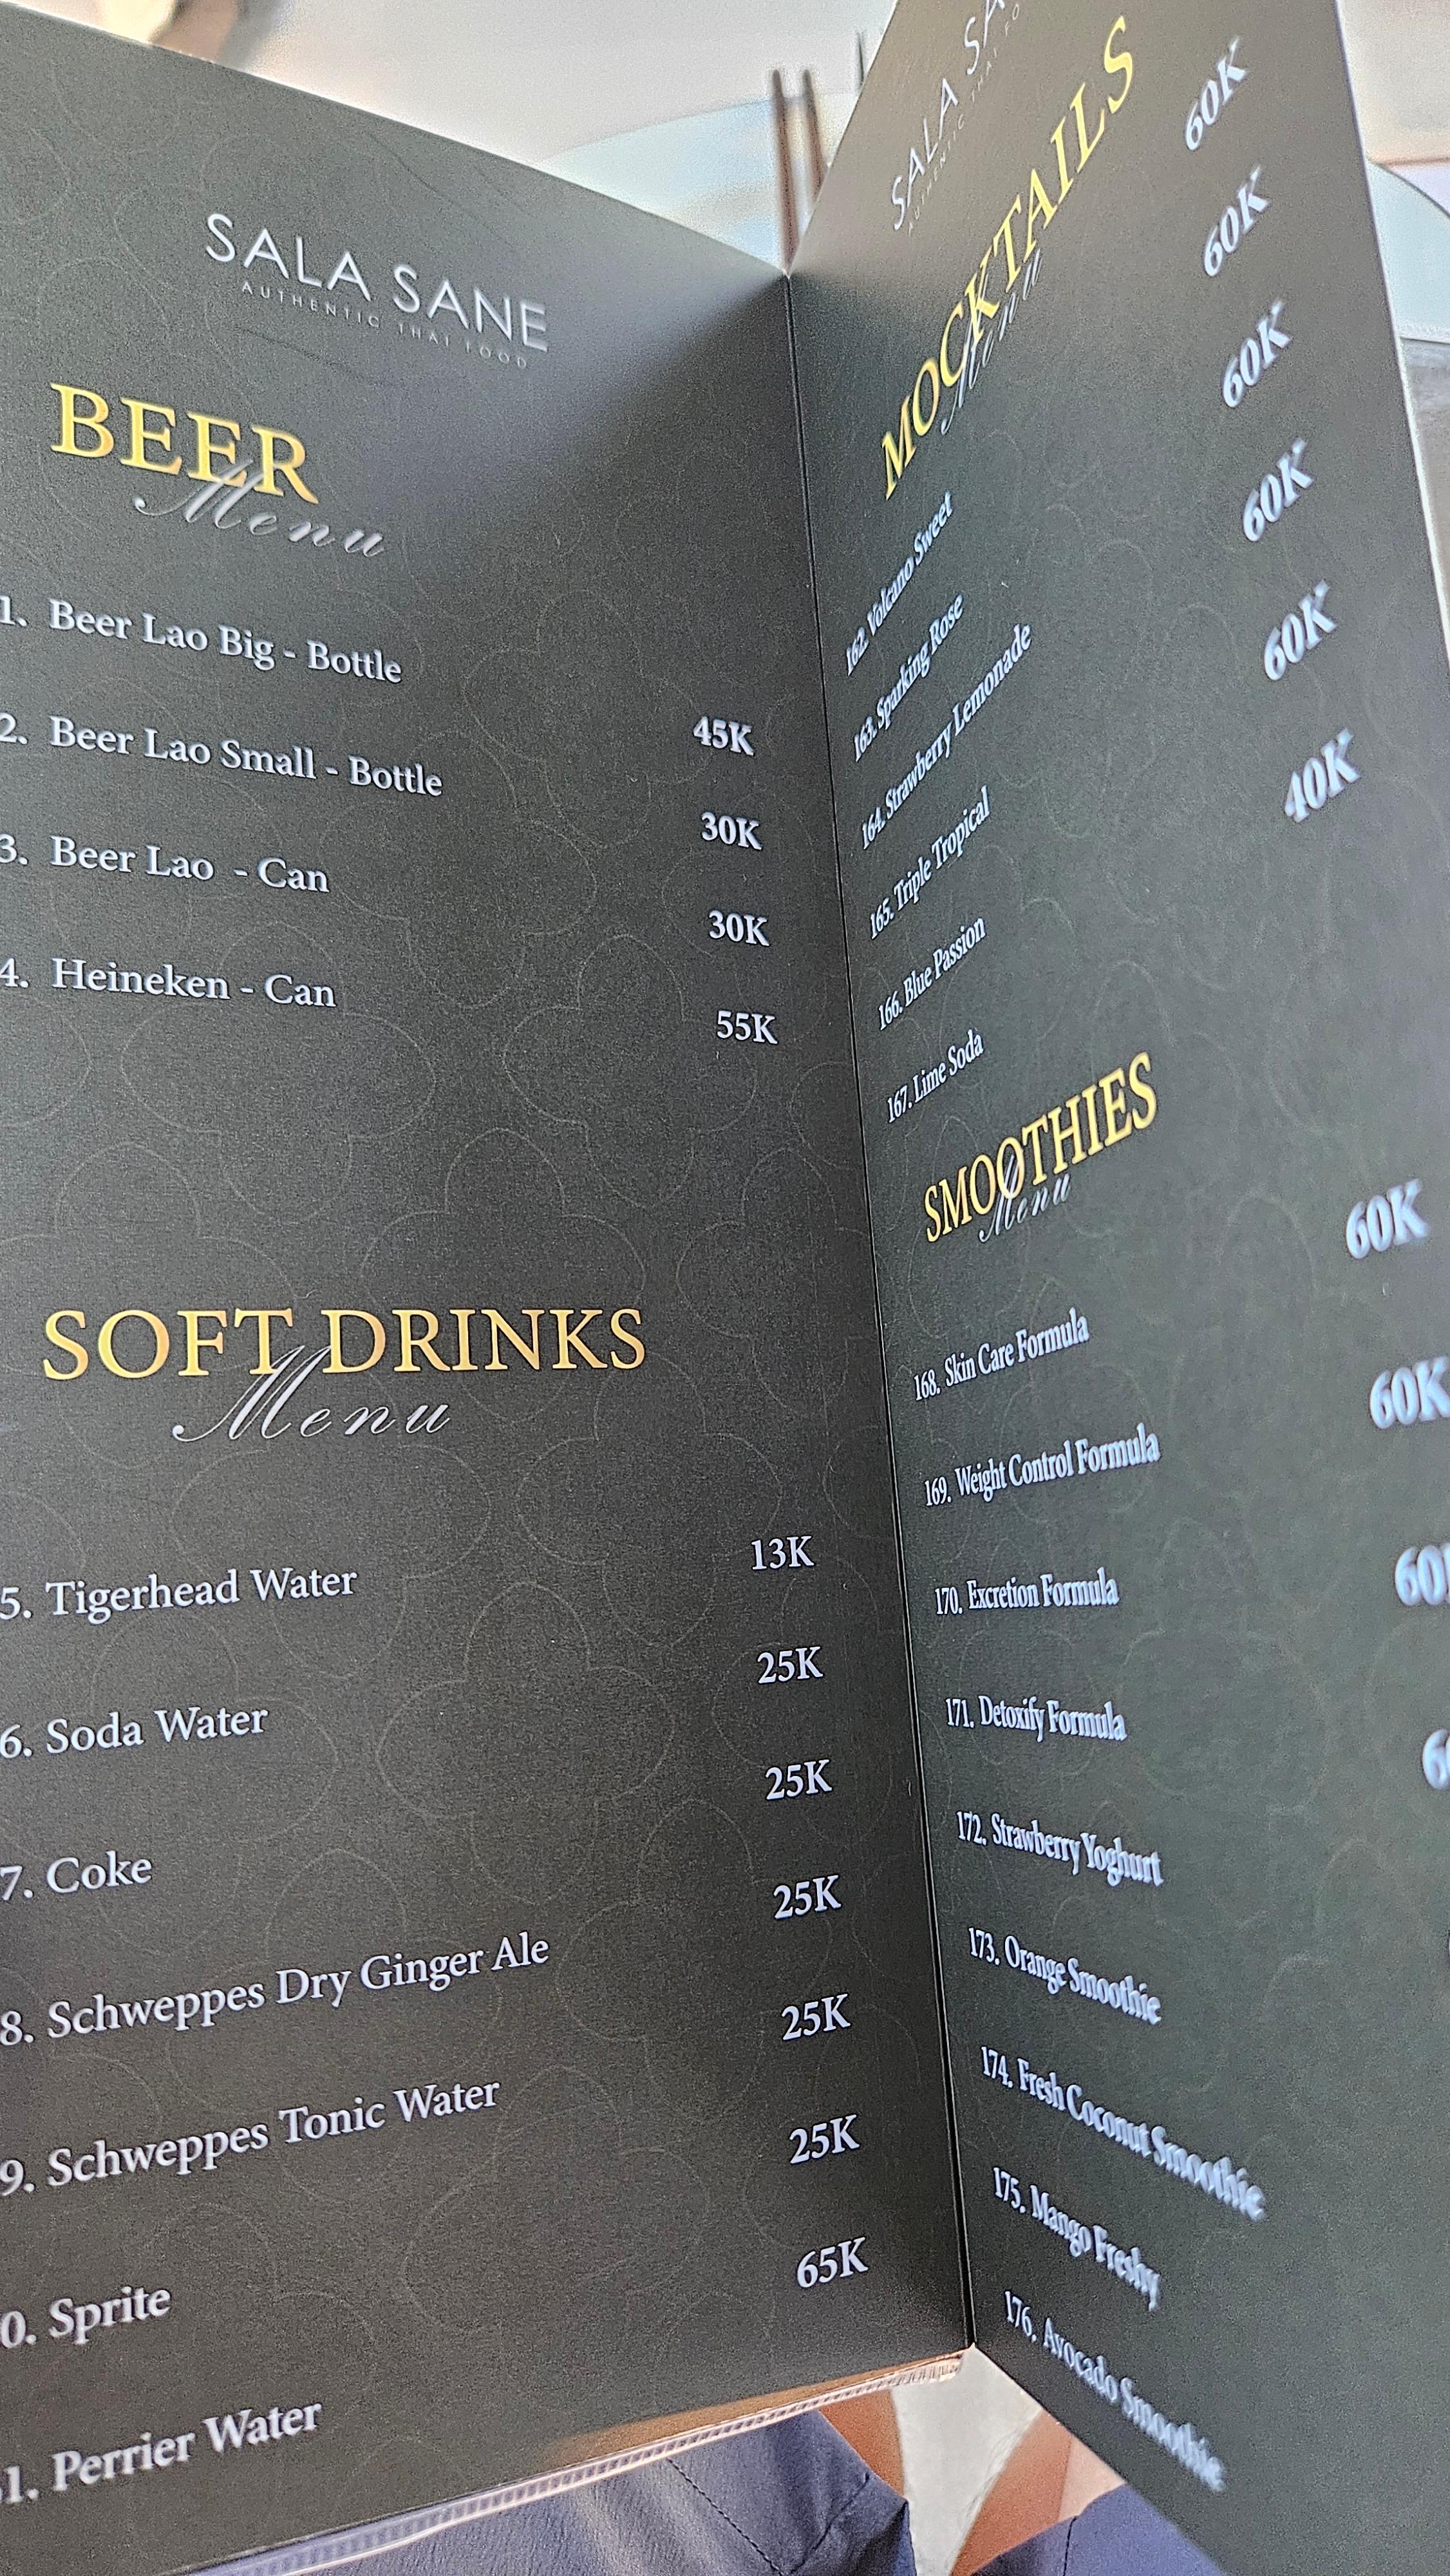 SALA SANE
AUTHENTIC THAI FOOD
BEER
Menu
1. Beer Lao Big - Bottle 45K
2. Beer Lao Small - Bottle 30K
3. Beer Lao - Can 30K
4. Heineken - Can 55K
SOFT DRINKS
Menu
5. Tigerhead Water 13K
6. Soda Water 25K
7. Coke 25K
8. Schweppes Dry Ginger Ale 25K
9. Schweppes Tonic Water 25K
0. Sprite 25K
1. Perrier Water 65K
SALA SA
AUTHENTIC THAI FO
MOCKTAILS
Menu
162. Volcano Sweet 60K
163. Sparking Rose 60K
164. Strawberry Lemonade 60K
165. Triple Tropical 60K
166. Blue Passion 60K
167. Lime Soda 40K
SMOOTHIES
Menu
168. Skin Care Formula 60K
169. Weight Control Formula 60K
170. Excretion Formula 60
171. Detoxify Formula 6
172. Strawberry Yoghurt
173. Orange Smoothie
174. Fresh Coconut Smoothie
175. Mango Freshy
176. Avocado Smoothie